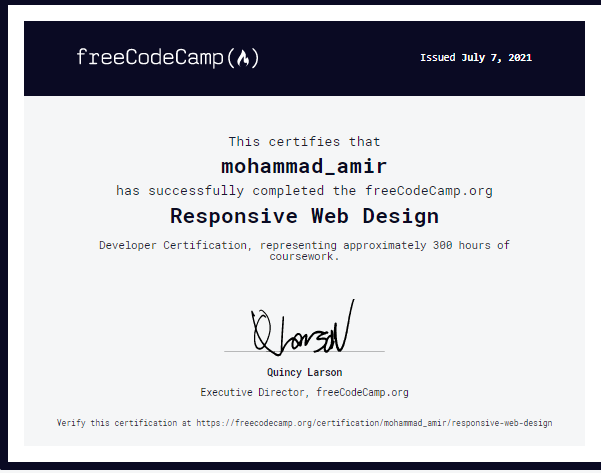 freeCodeCamp
Issued July 7, 2021
This certifies that
mohammad_amir
has successfully completed the freeCodeCamp.org
Responsive Web Design
Developer Certification, representing approximately 300 hours of
coursework.
QLarson
Quincy Larson
Executive Director, freeCodeCamp.org
Verify this certification at https://freecodecamp.org/certification/mohammad_amir/responsive-web-design